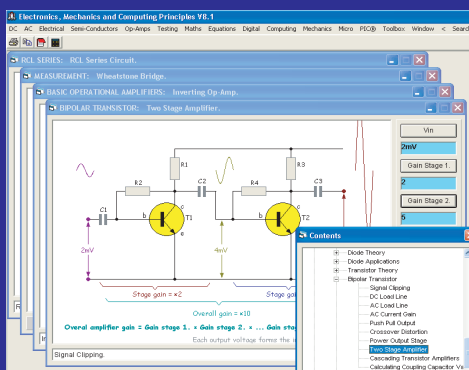 Electronics, Mechanics and Computing Principles V8.1
DC AC Electrical Semi-Conductors Op-Amps Testing Maths Equations Digital Computing Mechanics Micro PIC® Toolbox Window < Search
RCL SERIES: RCL Series Circuit.
MEASUREMENT: Wheatstone Bridge.
BASIC OPERATIONAL AMPLIFIERS: Inverting Op-Amp.
BIPOLAR TRANSISTOR: Two Stage Amplifier.
Vin
2mV
Gain Stage 1.
2
Gain Stage 2.
5
R1
R2
C2
C1
b
c
e
T1
R3
R4
C3
b
c
T2
2mV
4mV
Stage gain = ×2
Stage gai
Overall gain = ×10
Overal amplifier gain = Gain stage 1. × Gain stage 2. × ... Gain stag
Each output voltage forms the i
Signal Clipping.
Contents
Diode Theory
Diode Applications
Transistor Theory
Bipolar Transistor
Signal Clipping
DC Load Line
AC Load Line
AC Current Gain
Push Pull Output
Crossover Distortion
Power Output Stage
Two Stage Amplifier
Cascading Transistor Amplifiers
Calculating Coupling Capacitor Va